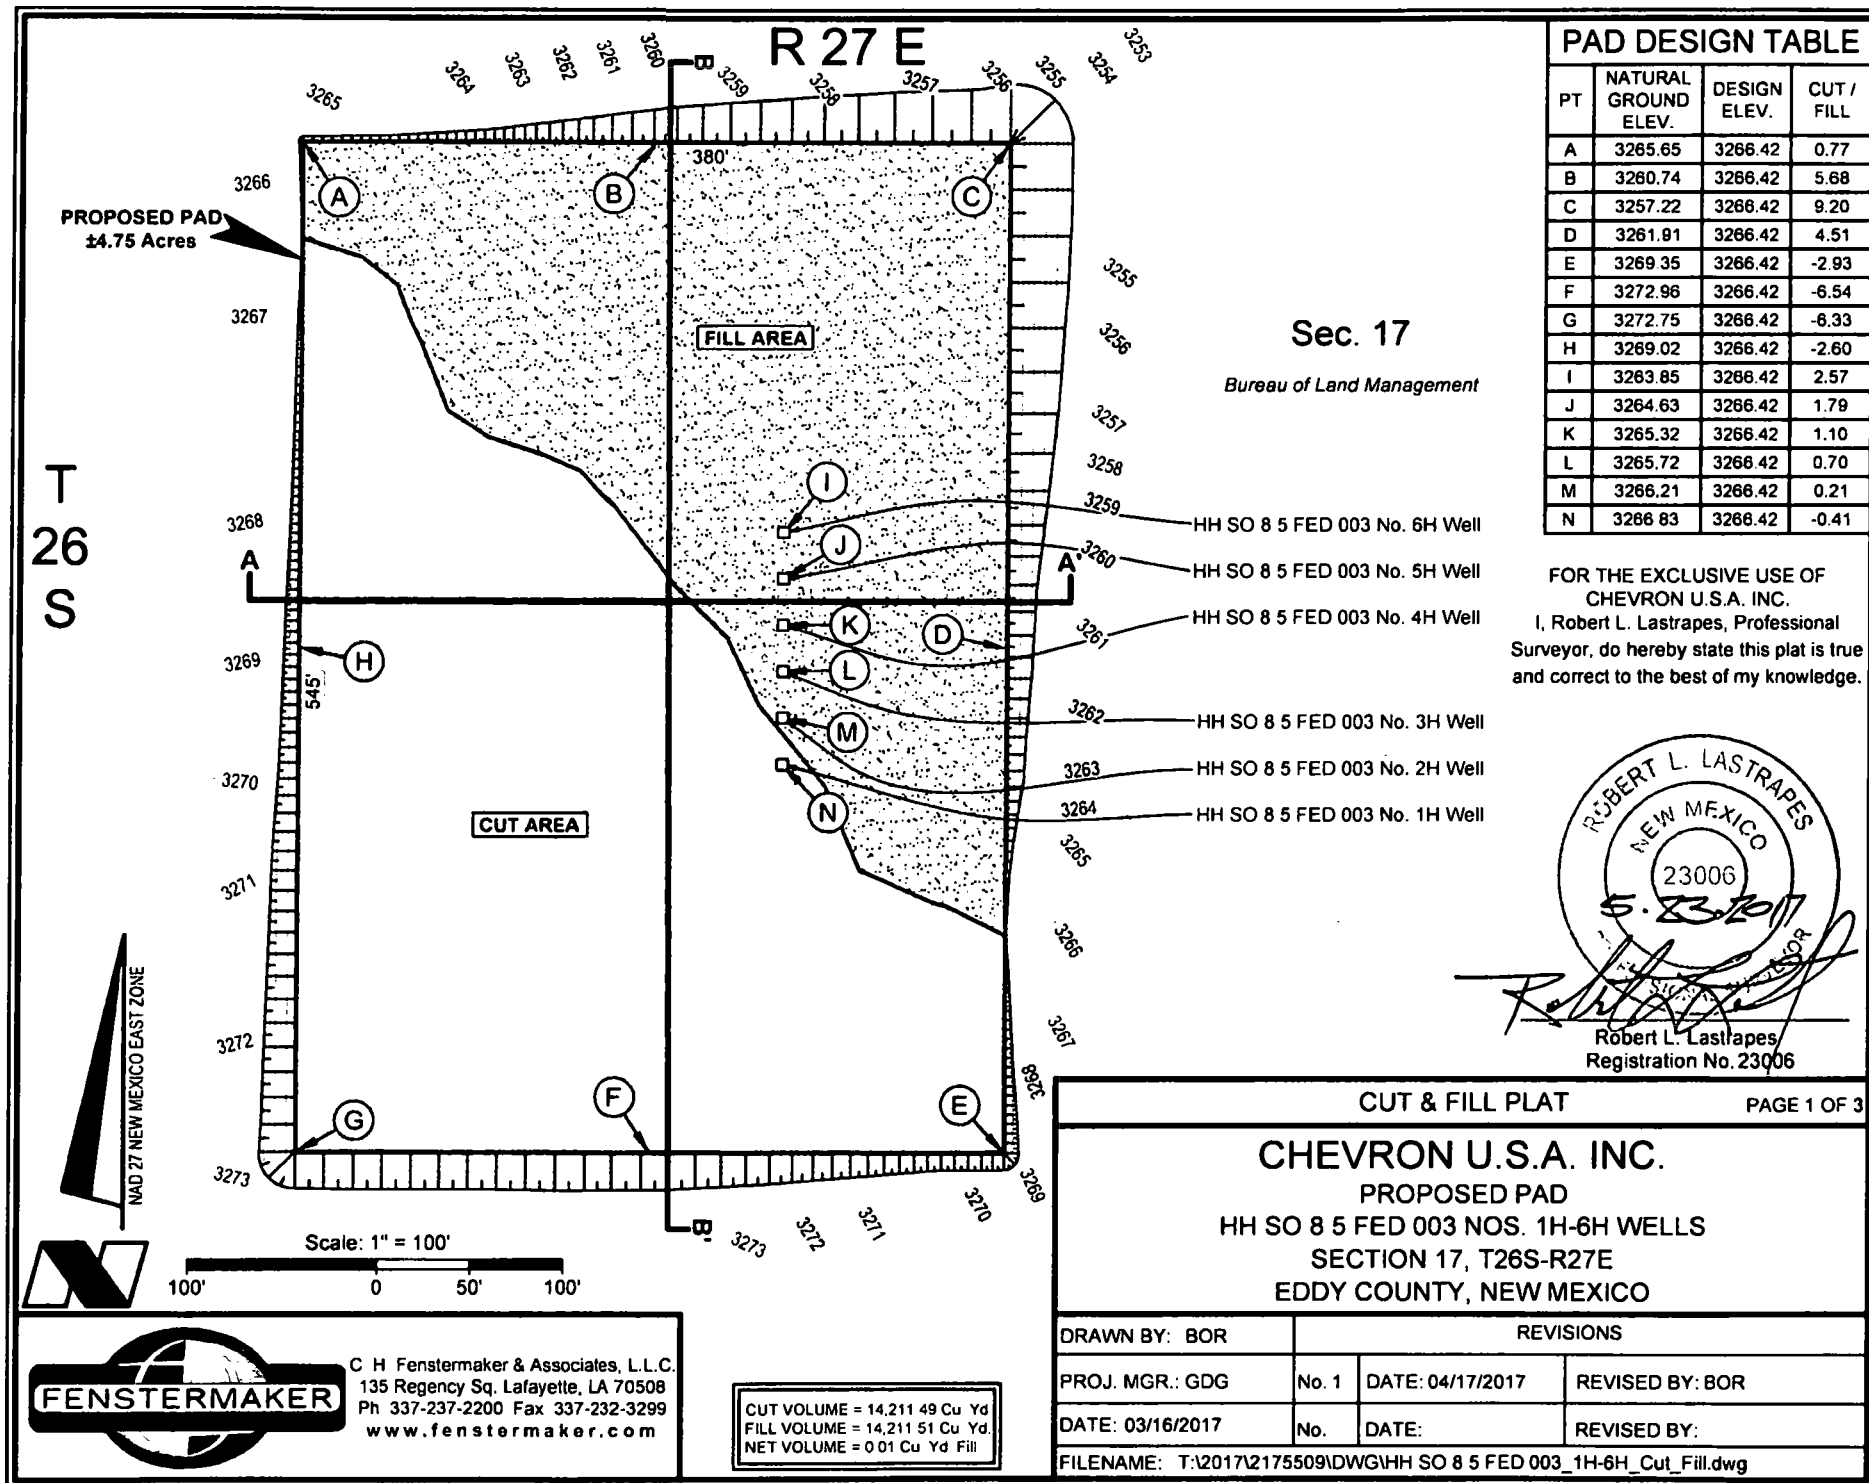 R 27 E
3265
3264
3263
3262
3261
3260
B
3259
3258
3257
3256
3255
3254
3253
380'
A
B
C
3266
PROPOSED PAD
±4.75 Acres
3267
FILL AREA
3255
3256
Sec. 17
Bureau of Land Management
3257
3258
3259
T
26
S
3268
A
I
J
A'
3260
HH SO 8 5 FED 003 No. 6H Well
HH SO 8 5 FED 003 No. 5H Well
HH SO 8 5 FED 003 No. 4H Well
K
D
3261
3269
H
545'
L
M
3262
HH SO 8 5 FED 003 No. 3H Well
3263
HH SO 8 5 FED 003 No. 2H Well
3264
HH SO 8 5 FED 003 No. 1H Well
3270
CUT AREA
N
3265
3271
3266
3272
3267
3268
G
F
E
3273
3269
3270
3271
3272
3273
B'
NAD 27 NEW MEXICO EAST ZONE
Scale: 1" = 100'
100' 0 50' 100'
PAD DESIGN TABLE
PT NATURAL GROUND ELEV. DESIGN ELEV. CUT / FILL
A 3265.65 3266.42 0.77
B 3260.74 3266.42 5.68
C 3257.22 3266.42 9.20
D 3261.91 3266.42 4.51
E 3269.35 3266.42 -2.93
F 3272.96 3266.42 -6.54
G 3272.75 3266.42 -6.33
H 3269.02 3266.42 -2.60
I 3263.85 3266.42 2.57
J 3264.63 3266.42 1.79
K 3265.32 3266.42 1.10
L 3265.72 3266.42 0.70
M 3266.21 3266.42 0.21
N 3266 83 3266.42 -0.41
FOR THE EXCLUSIVE USE OF
CHEVRON U.S.A. INC.
I, Robert L. Lastrapes, Professional
Surveyor, do hereby state this plat is true
and correct to the best of my knowledge.
ROBERT L. LASTRAPES
NEW MEXICO
23006
5.23.2017
Robert L. Lastrapes
Registration No. 23006
CUT & FILL PLAT PAGE 1 OF 3
CHEVRON U.S.A. INC.
PROPOSED PAD
HH SO 8 5 FED 003 NOS. 1H-6H WELLS
SECTION 17, T26S-R27E
EDDY COUNTY, NEW MEXICO
DRAWN BY: BOR REVISIONS
PROJ. MGR.: GDG No. 1 DATE: 04/17/2017 REVISED BY: BOR
DATE: 03/16/2017 No. DATE: REVISED BY:
FILENAME: T:\2017\2175509\DWG\HH SO 8 5 FED 003_1H-6H_Cut_Fill.dwg
FENSTERMAKER
C H Fenstermaker & Associates, L.L.C.
135 Regency Sq. Lafayette, LA 70508
Ph 337-237-2200 Fax 337-232-3299
www.fenstermaker.com
CUT VOLUME = 14,211 49 Cu Yd
FILL VOLUME = 14,211 51 Cu Yd.
NET VOLUME = 0 01 Cu Yd Fill